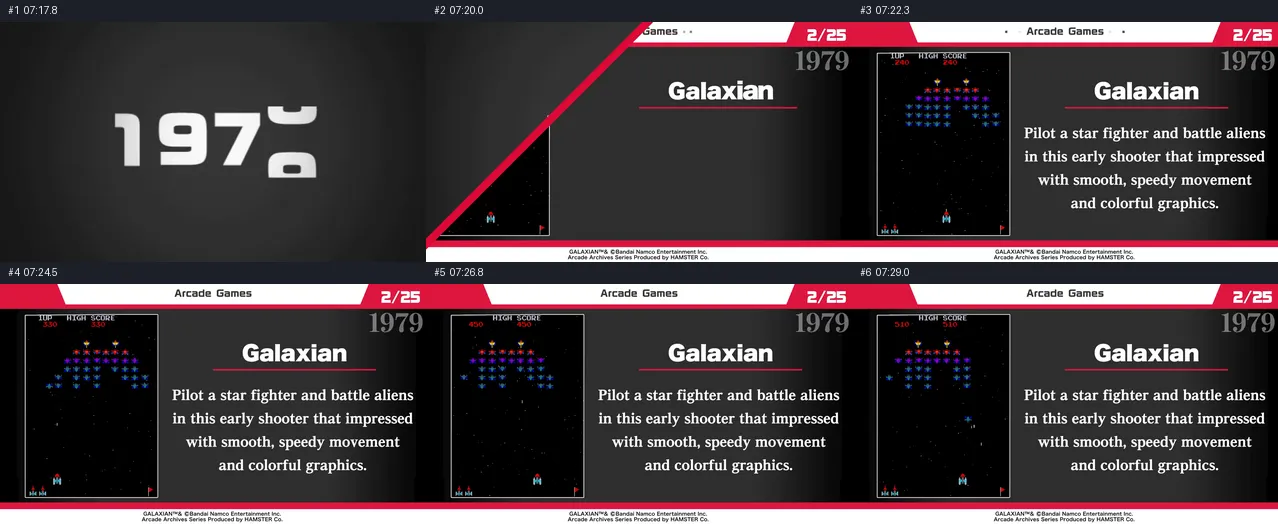 #1 07:17.8
197
#2 07:20.0
Games
2/25
1979
Galaxian
GALAXIAN™& ©Bandai Namco Entertainment Inc.
Arcade Archives Series Produced by HAMSTER Co.
#3 07:22.3
Arcade Games
2/25
1979
1UP HIGH SCORE
240 240
Galaxian
Pilot a star fighter and battle aliens
in this early shooter that impressed
with smooth, speedy movement
and colorful graphics.
GALAXIAN™& ©Bandai Namco Entertainment Inc.
Arcade Archives Series Produced by HAMSTER Co.
#4 07:24.5
Arcade Games
2/25
1979
1UP HIGH SCORE
330 330
Galaxian
Pilot a star fighter and battle aliens
in this early shooter that impressed
with smooth, speedy movement
and colorful graphics.
GALAXIAN™& ©Bandai Namco Entertainment Inc.
Arcade Archives Series Produced by HAMSTER Co.
#5 07:26.8
Arcade Games
2/25
1979
HIGH SCORE
450 450
Galaxian
Pilot a star fighter and battle aliens
in this early shooter that impressed
with smooth, speedy movement
and colorful graphics.
GALAXIAN™& ©Bandai Namco Entertainment Inc.
Arcade Archives Series Produced by HAMSTER Co.
#6 07:29.0
Arcade Games
2/25
1979
HIGH SCORE
510 510
Galaxian
Pilot a star fighter and battle aliens
in this early shooter that impressed
with smooth, speedy movement
and colorful graphics.
GALAXIAN™& ©Bandai Namco Entertainment Inc.
Arcade Archives Series Produced by HAMSTER Co.